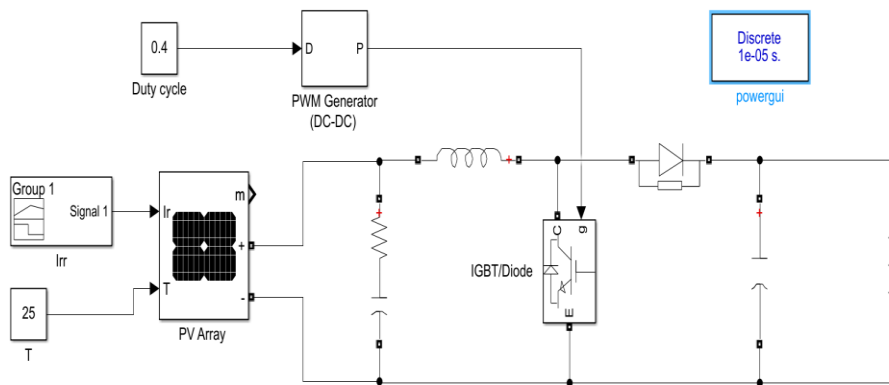 0.4
Duty cycle
D
P
PWM Generator
(DC-DC)
Discrete
1e-05 s.
powergui
Group 1
Signal 1
Irr
25
T
Ir
T
m
+
-
PV Array
+
+
IGBT/Diode
C
g
E
+